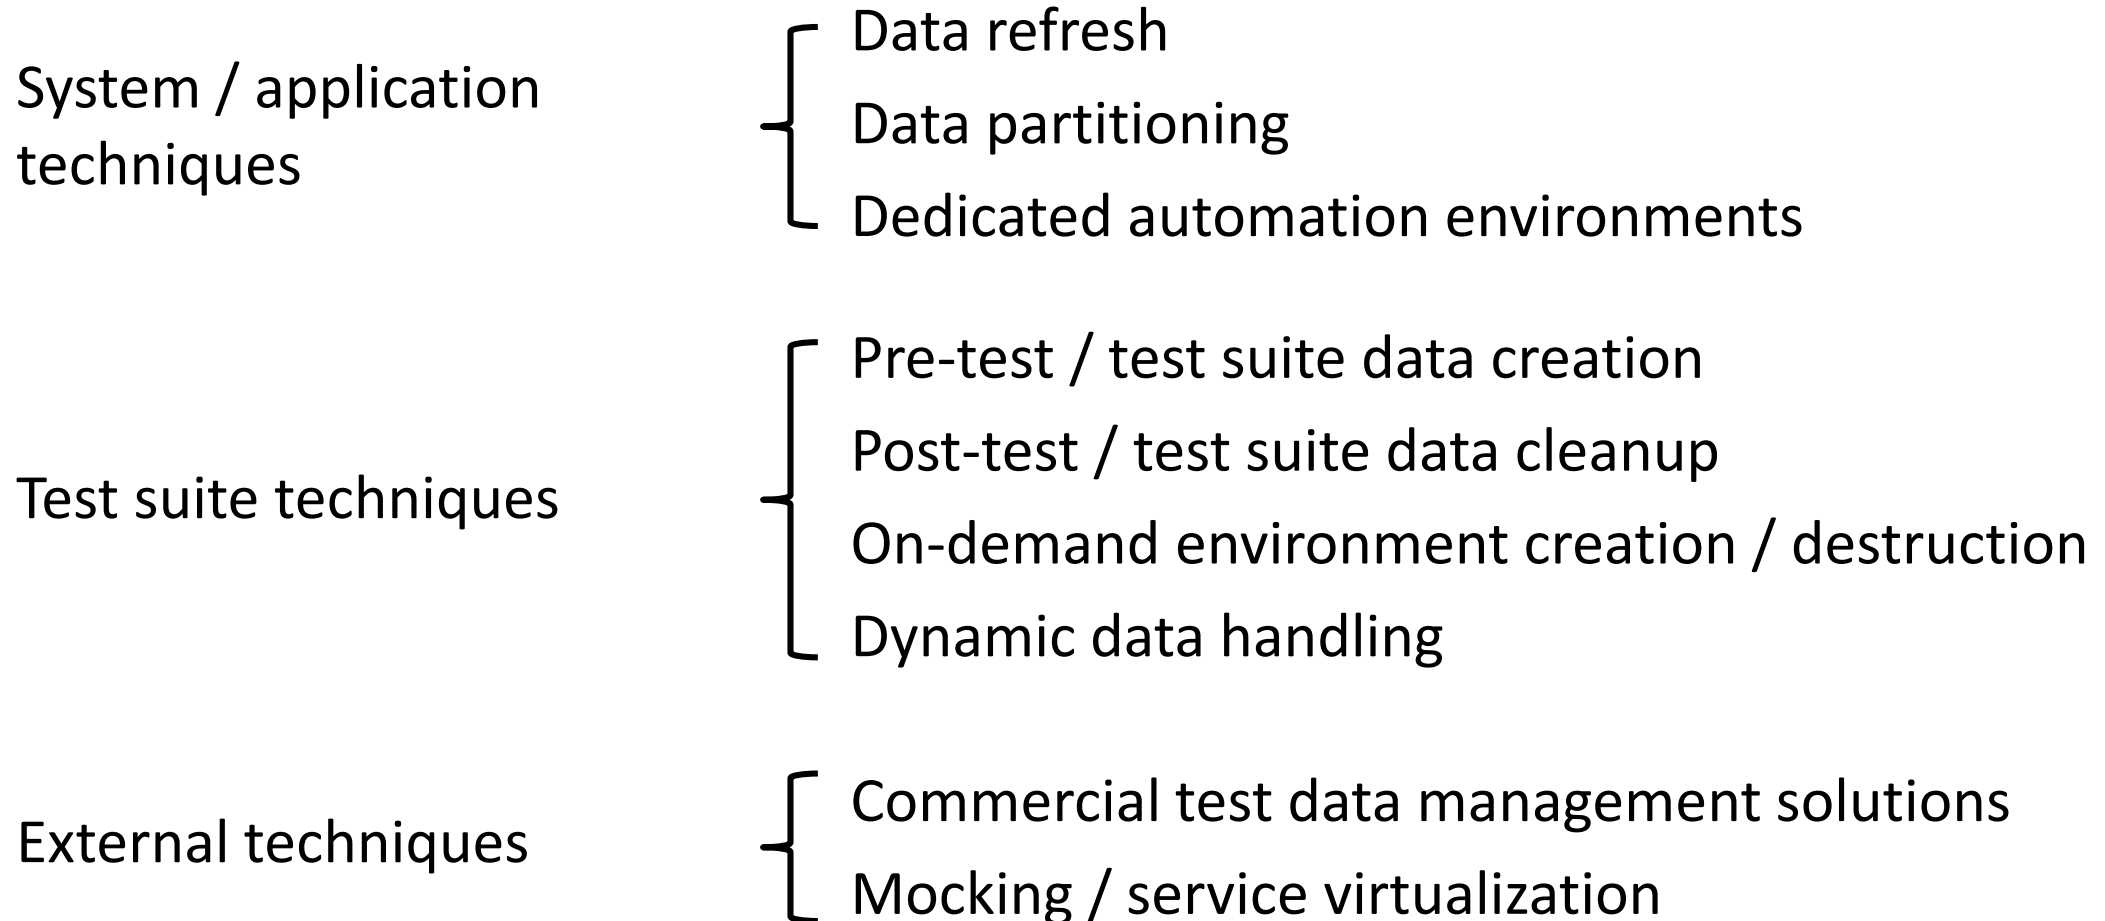 System / application
techniques
Data refresh
Data partitioning
Dedicated automation environments
Test suite techniques
Pre-test / test suite data creation
Post-test / test suite data cleanup
On-demand environment creation / destruction
Dynamic data handling
External techniques
Commercial test data management solutions
Mocking / service virtualization